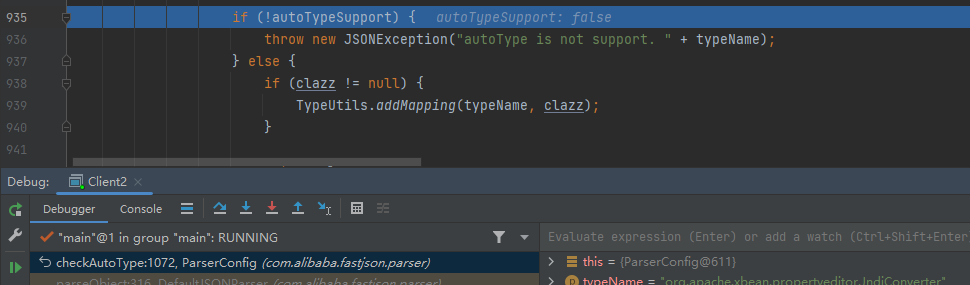 935 if (!autoTypeSupport) { autoTypeSupport: false
936 throw new JSONException("autoType is not support. " + typeName);
937 } else {
938 if (clazz != null) {
939 TypeUtils.addMapping(typeName, clazz);
940 }
941
Debug: Client2 ×
Debugger Console
"main"@1 in group "main": RUNNING
Evaluate expression (Enter) or add a watch (Ctrl+Shift+Enter
checkAutoType:1072, ParserConfig (com.alibaba.fastjson.parser)
this = {ParserConfig@611}
parseObject:316, DefaultJSONParser (com.alibaba.fastjson.parser)
typeName = "org.apache.xbean.propertyeditor.JndiConverter"